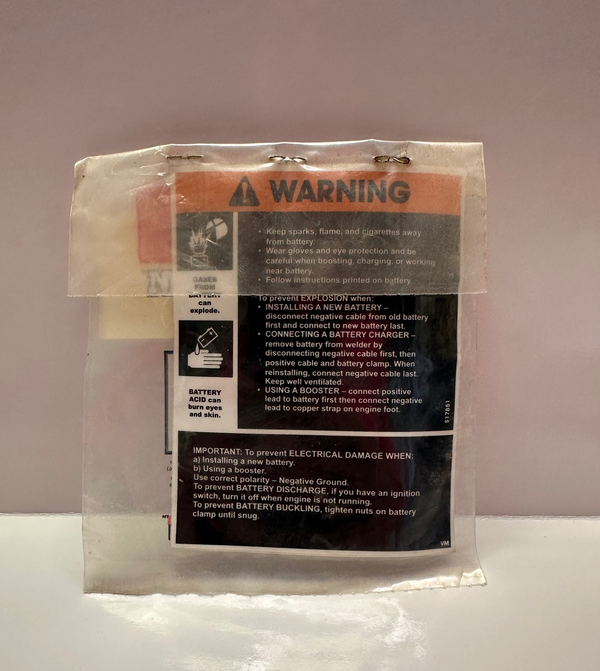 WARNING
• Keep sparks, flame, and cigarettes away
from battery.
• Wear gloves and eye protection and be
careful when boosting, charging, or working
near battery.
• Follow instructions printed on battery
GASES
FROM
BATTERY
can
explode.
To prevent EXPLOSION when:
• INSTALLING A NEW BATTERY –
disconnect negative cable from old battery
first and connect to new battery last.
• CONNECTING A BATTERY CHARGER –
remove battery from welder by
disconnecting negative cable first, then
positive cable and battery clamp. When
reinstalling, connect negative cable last.
Keep well ventilated.
• USING A BOOSTER – connect positive
lead to battery first then connect negative
lead to copper strap on engine foot.
BATTERY
ACID can
burn eyes
and skin.
S17851
IMPORTANT: To prevent ELECTRICAL DAMAGE WHEN:
a) Installing a new battery.
b) Using a booster.
Use correct polarity – Negative Ground.
To prevent BATTERY DISCHARGE, if you have an ignition
switch, turn it off when engine is not running.
To prevent BATTERY BUCKLING, tighten nuts on battery
clamp until snug.
VM